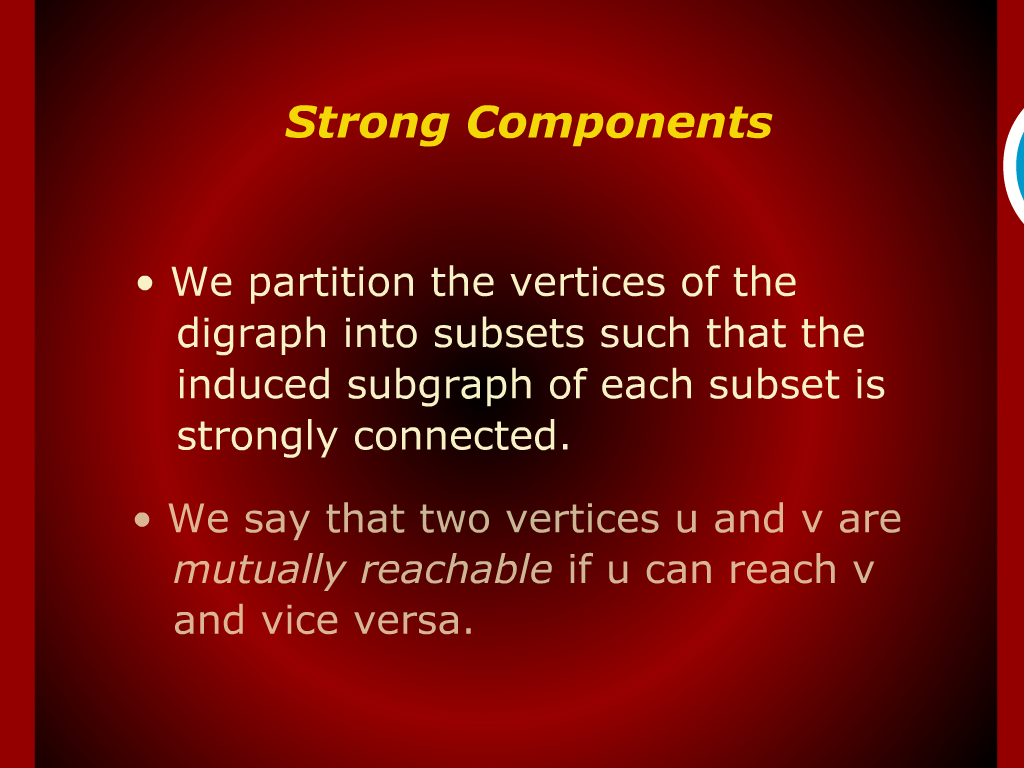 Strong Components
• We partition the vertices of the
digraph into subsets such that the
induced subgraph of each subset is
strongly connected.
• We say that two vertices u and v are
mutually reachable if u can reach v
and vice versa.